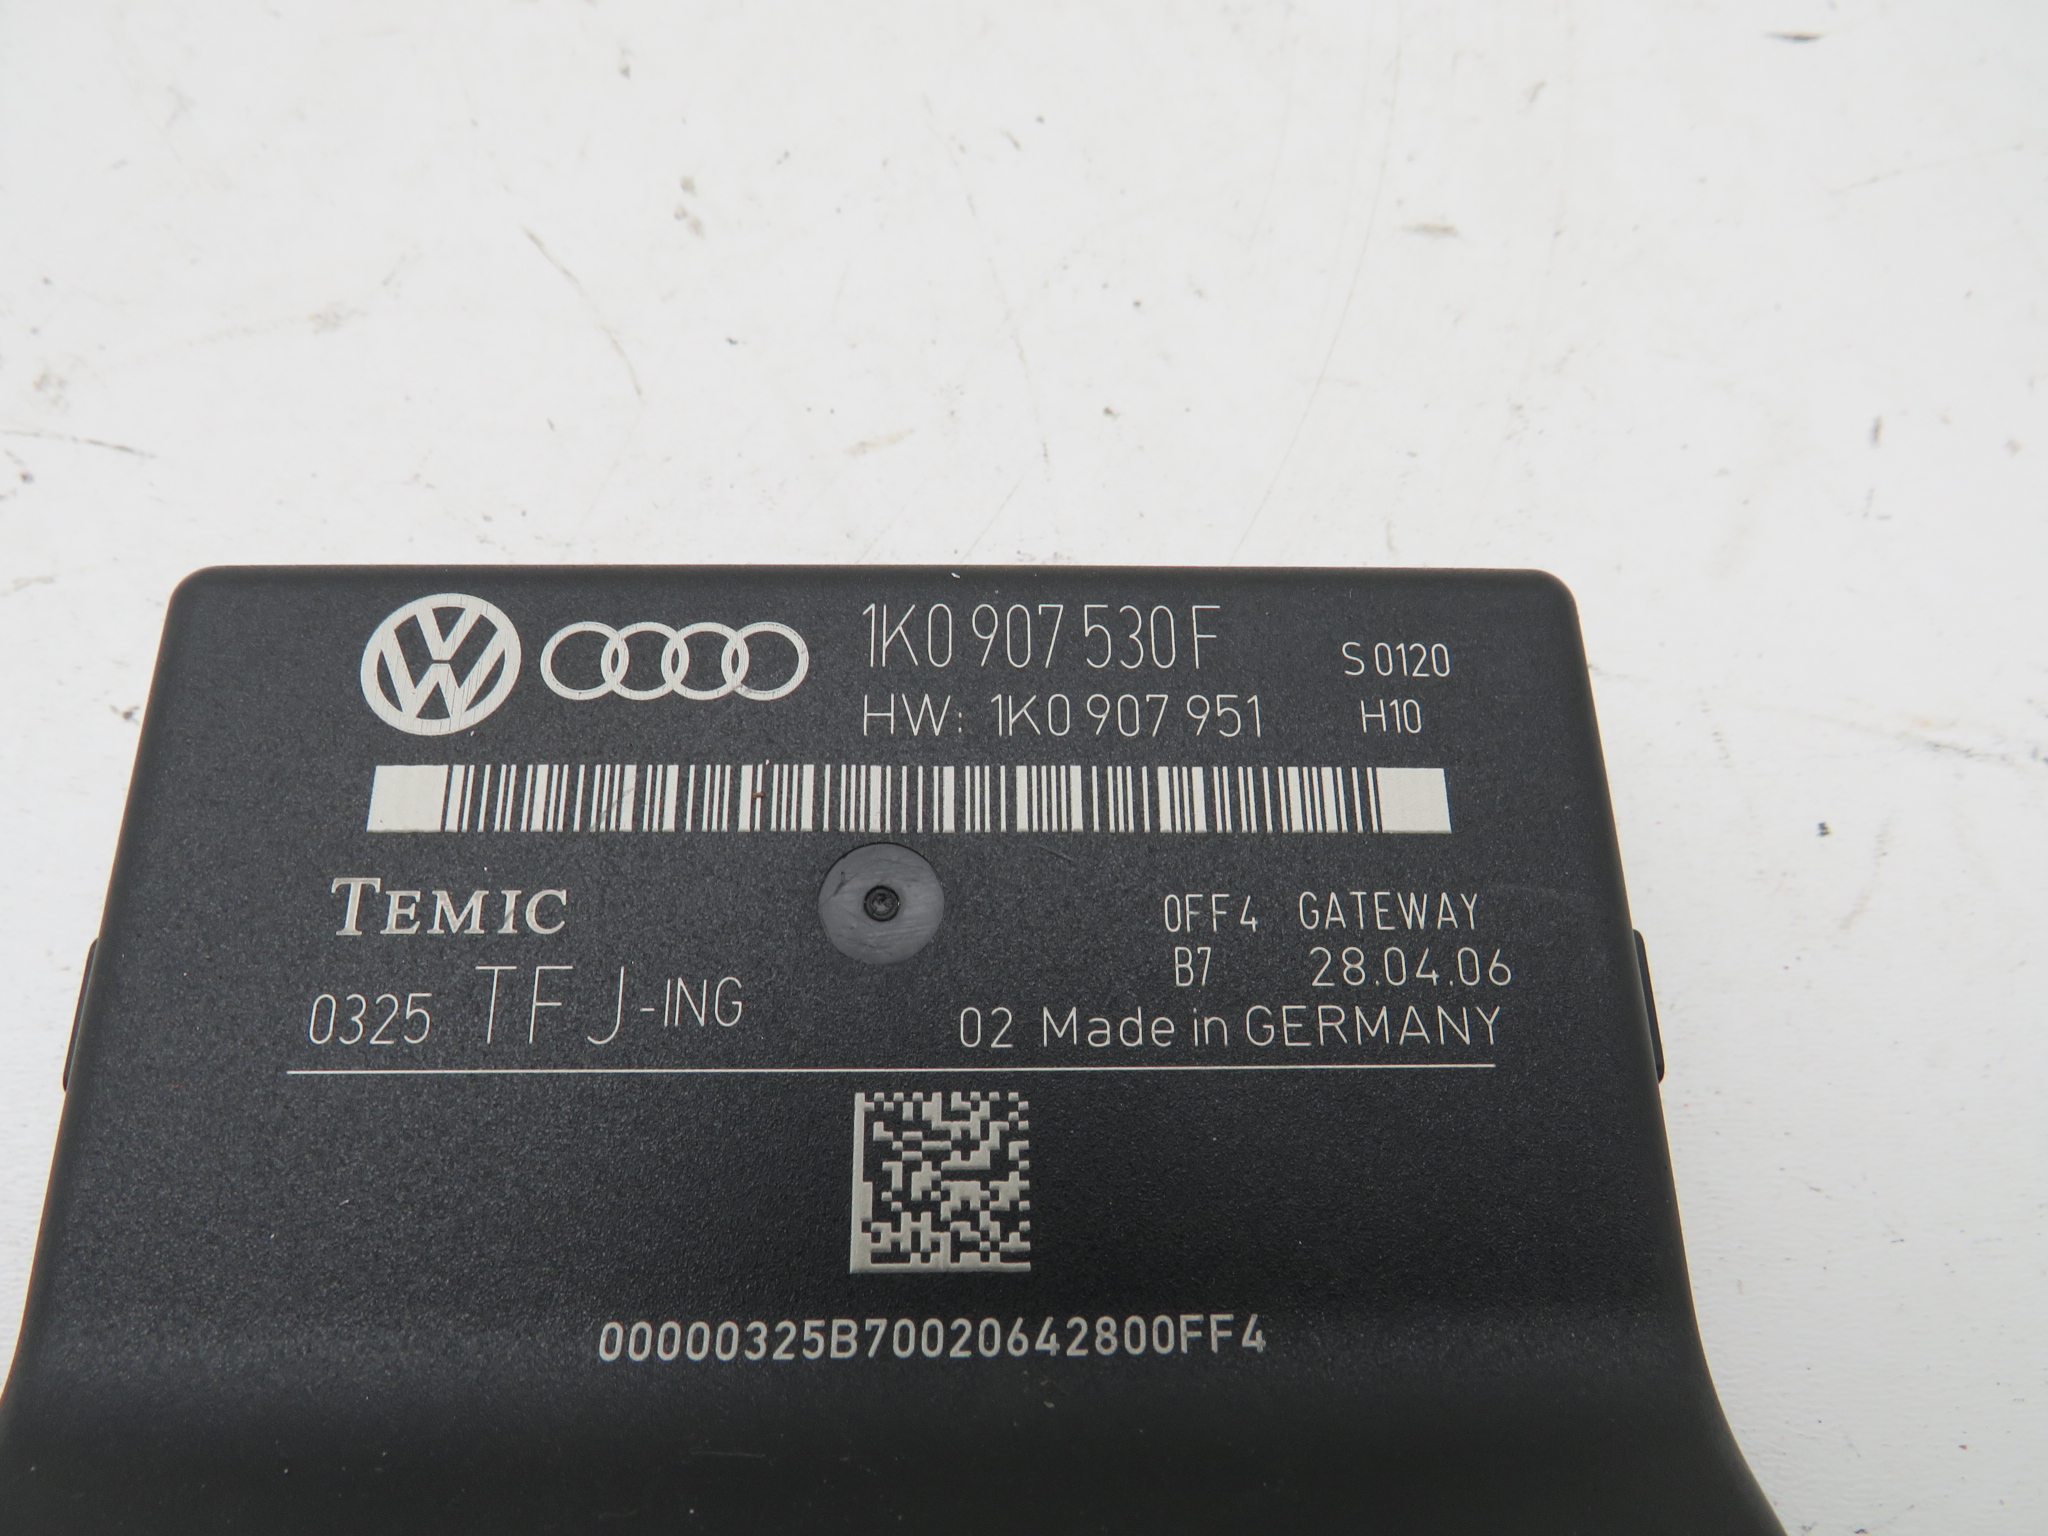 1K0 907 530 F
S 0120
HW: 1K0 907 951
H10
TEMIC
0FF4 GATEWAY
B7 28.04.06
0325 TFJ-ING
02 Made in GERMANY
00000325B70020642800FF4